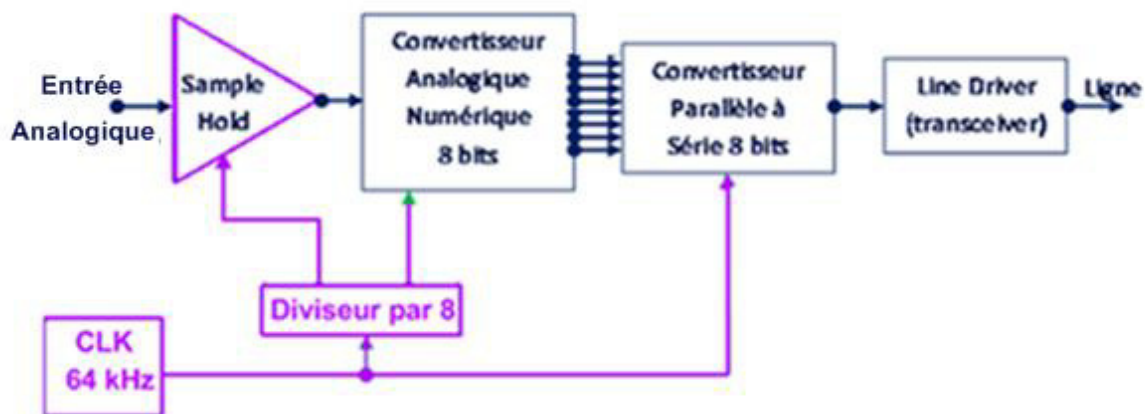 Entrée
Analogique
Sample
Hold
Convertisseur
Analogique
Numérique
8 bits
Convertisseur
Parallèle à
Série 8 bits
Line Driver
(transceiver)
Ligne
Diviseur par 8
CLK
64 kHz